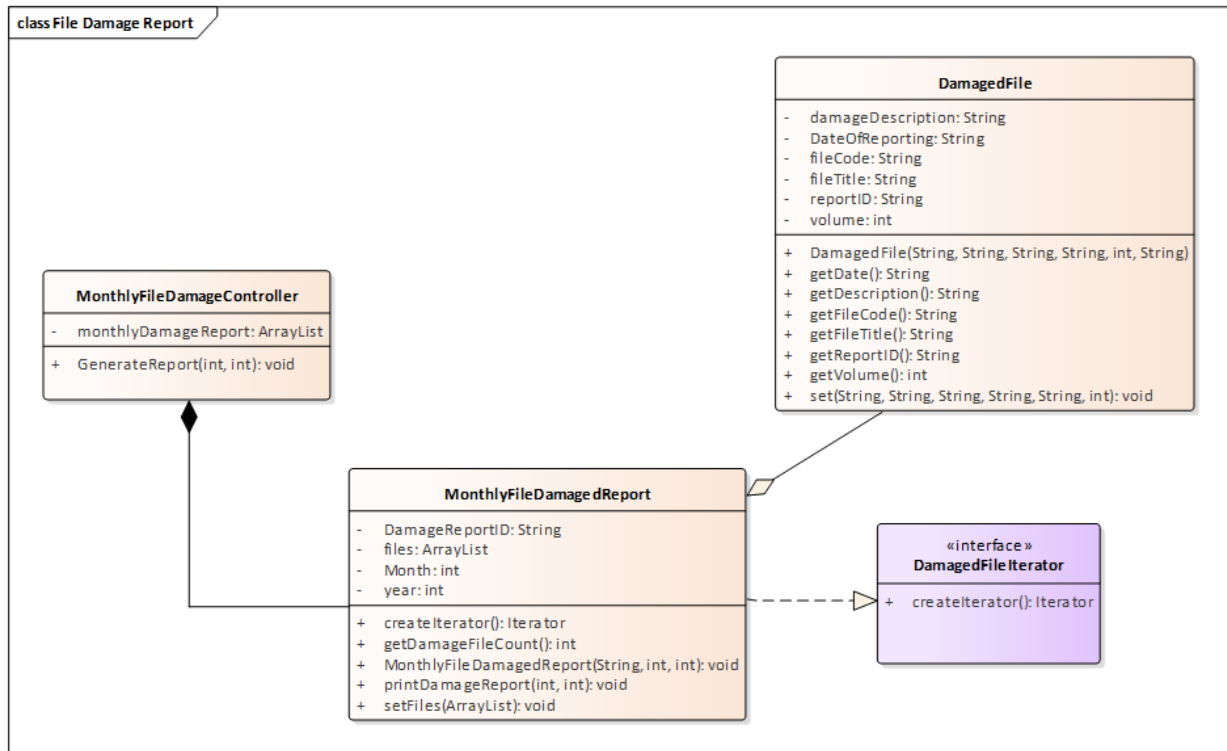 class File Damage Report
DamagedFile
- damageDescription: String
- DateOfReporting: String
- fileCode: String
- fileTitle: String
- reportID: String
- volume: int
+ DamagedFile(String, String, String, String, int, String)
+ getDate(): String
+ getDescription(): String
+ getFileCode(): String
+ getFileTitle(): String
+ getReportID(): String
+ getVolume(): int
+ set(String, String, String, String, String, int): void
MonthlyFileDamageController
- monthlyDamageReport: ArrayList
+ GenerateReport(int, int): void
MonthlyFileDamagedReport
- DamageReportID: String
- files: ArrayList
- Month: int
- year: int
+ createIterator(): Iterator
+ getDamageFileCount(): int
+ MonthlyFileDamagedReport(String, int, int): void
+ printDamageReport(int, int): void
+ setFiles(ArrayList): void
«interface»
DamagedFileIterator
+ createIterator(): Iterator